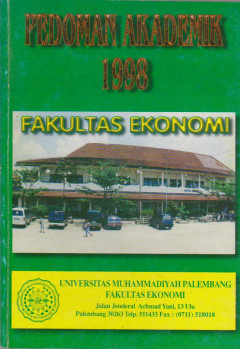 PEDOMAN AKADEMIK
1998
FAKULTAS EKONOMI
UNIVERSITAS MUHAMMADIYAH PALEMBANG
FAKULTAS EKONOMI
Jalan Jenderal Achmad Yani, 13 Ulu
Palembang 30263 Telp. 511433 Fax : (0711) 518018